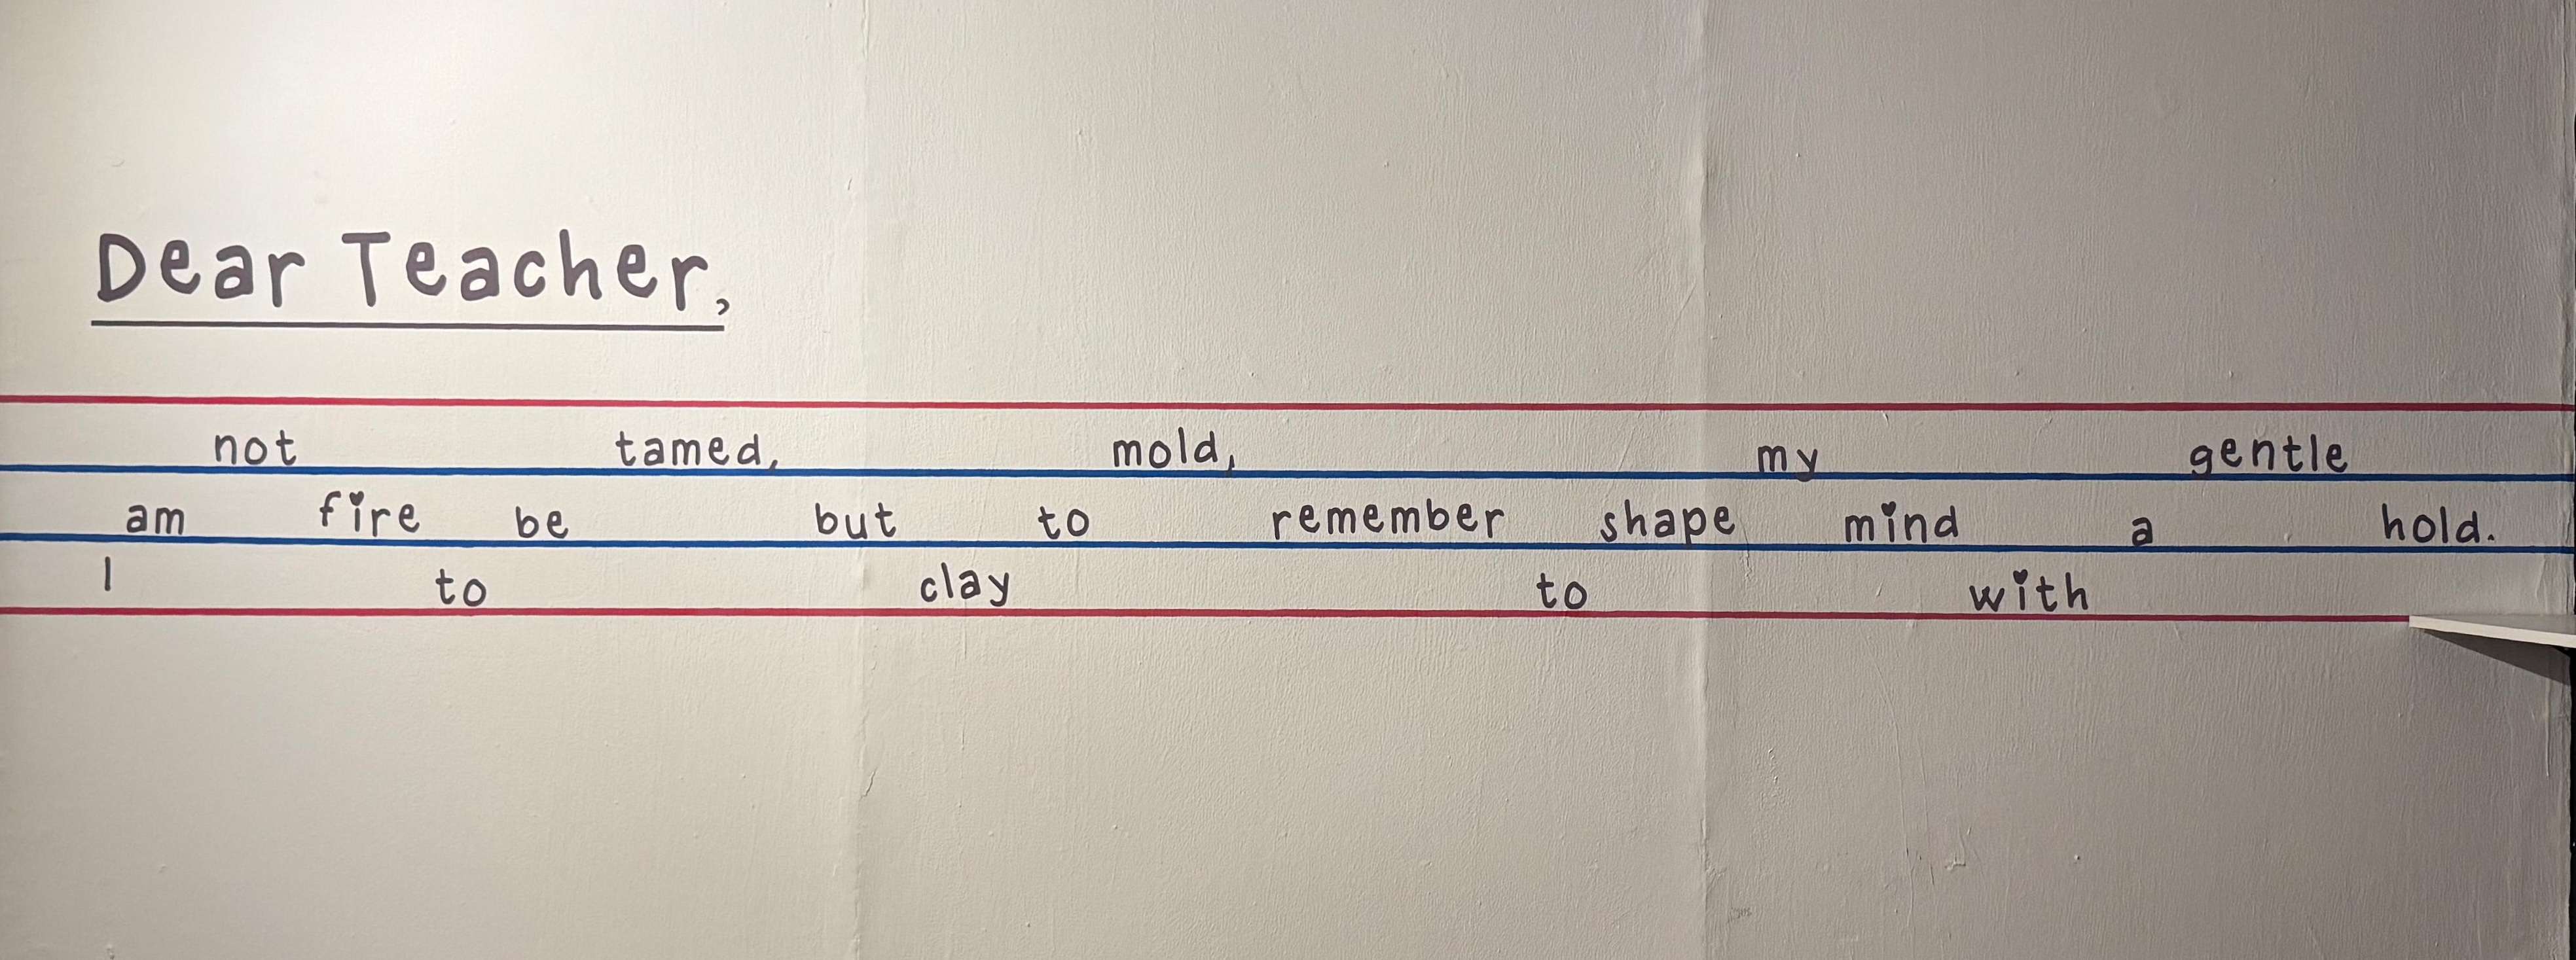 Dear Teacher,
I am not fire to be tamed, but clay to mold, remember to shape my mind with a gentle hold.